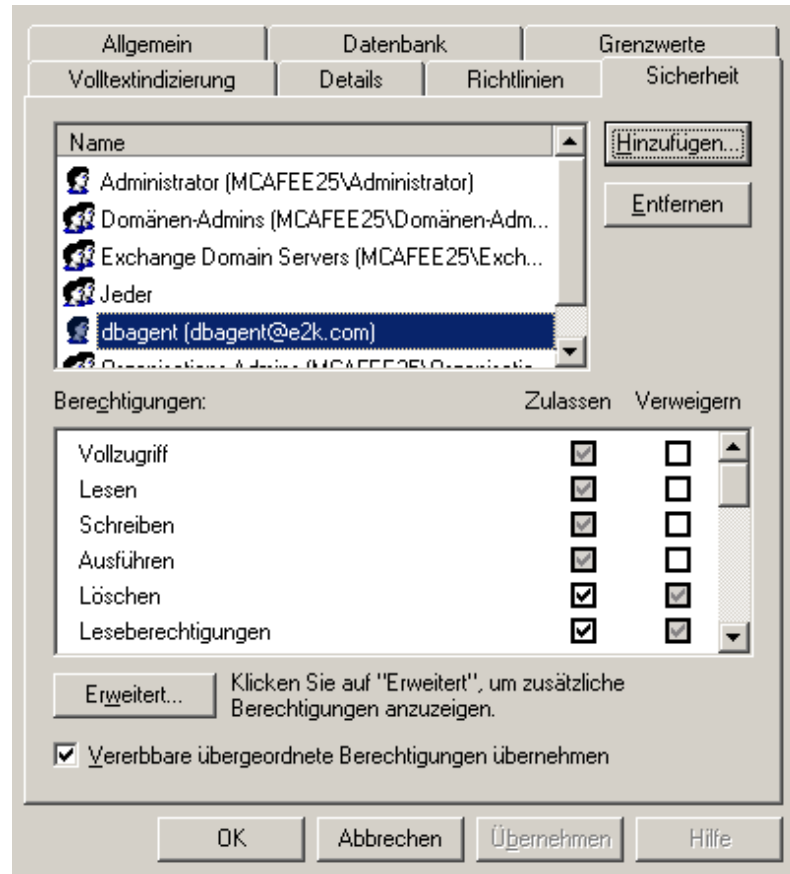 Allgemein Datenbank Grenzwerte
Volltextindizierung Details Richtlinien Sicherheit
Name
Hinzufügen...
Administrator (MCAFEE25\Administrator)
Domänen-Admins (MCAFEE25\Domänen-Adm...
Entfernen
Exchange Domain Servers (MCAFEE25\Exch...
Jeder
dbagent (dbagent@e2k.com)
Berechtigungen: Zulassen Verweigern
Vollzugriff
Lesen
Schreiben
Ausführen
Löschen
Leseberechtigungen
Erweitert...
Klicken Sie auf "Erweitert", um zusätzliche
Berechtigungen anzuzeigen.
Vererbbare übergeordnete Berechtigungen übernehmen
OK Abbrechen Übernehmen Hilfe